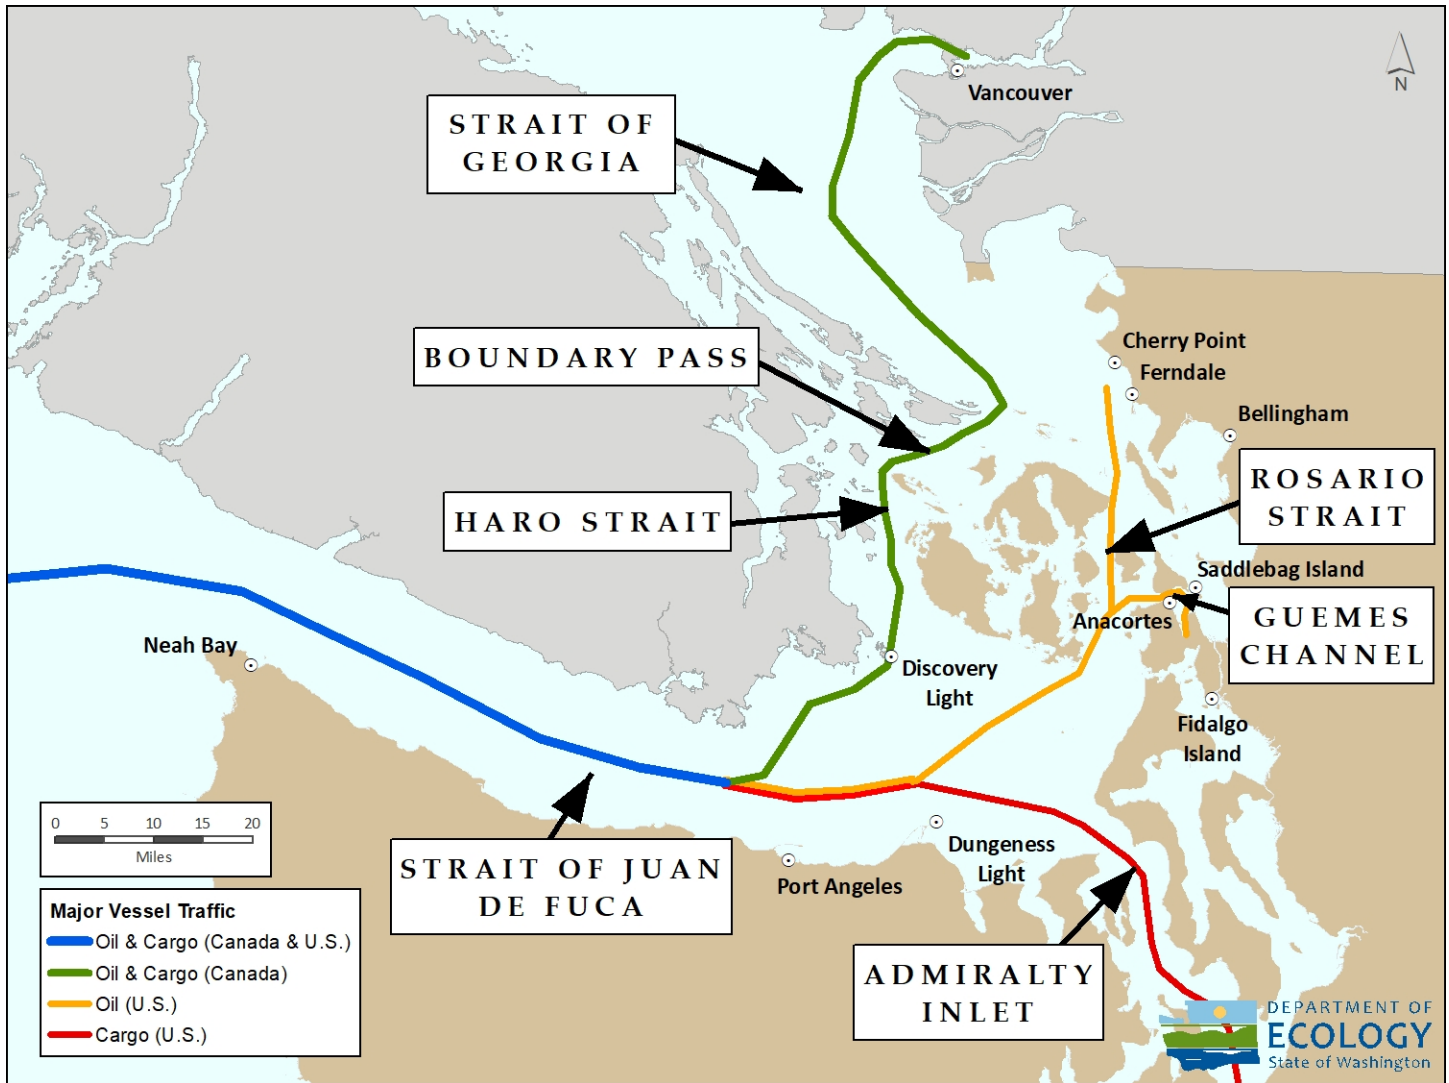 N
Vancouver
STRAIT OF
GEORGIA
Cherry Point
Ferndale
BOUNDARY PASS
Bellingham
ROSARIO
STRAIT
HARO STRAIT
Saddlebag Island
GUEMES
CHANNEL
Anacortes
Neah Bay
Discovery
Light
Fidalgo
Island
0 5 10 15 20
Miles
STRAIT OF JUAN
DE FUCA
Dungeness
Light
Port Angeles
Major Vessel Traffic
Oil & Cargo (Canada & U.S.)
Oil & Cargo (Canada)
Oil (U.S.)
Cargo (U.S.)
ADMIRALTY
INLET
DEPARTMENT OF
ECOLOGY
State of Washington